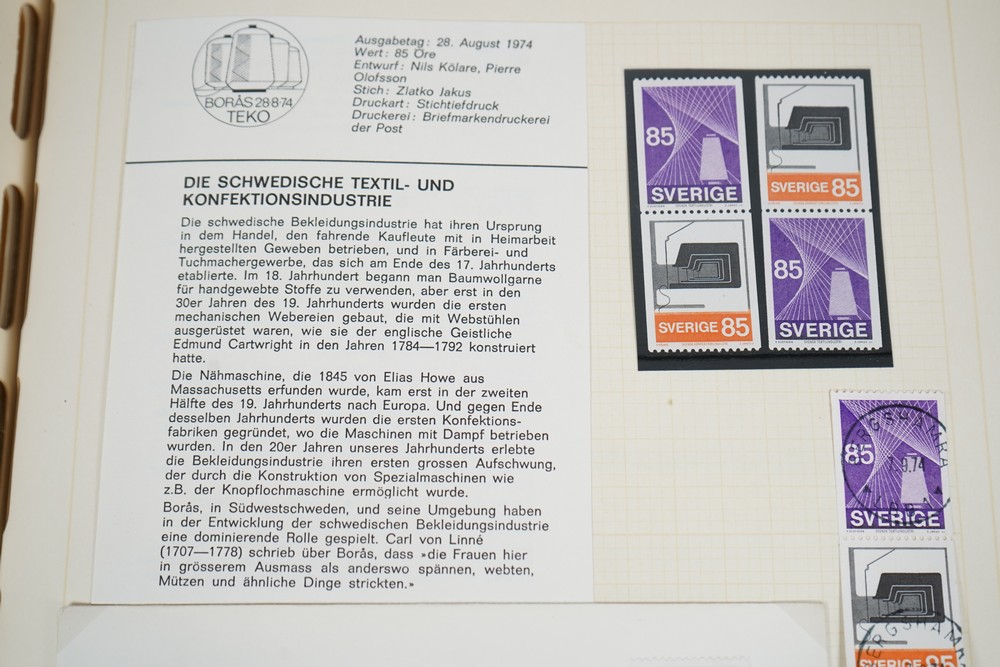 BORÅS 28·8·74
TEKO
Ausgabetag: 28. August 1974
Wert: 85 Öre
Entwurf: Nils Kölare, Pierre
Olofsson
Stich: Zlatko Jakus
Druckart: Stichtiefdruck
Druckerei: Briefmarkendruckerei
der Post
DIE SCHWEDISCHE TEXTIL- UND
KONFEKTIONSINDUSTRIE
Die schwedische Bekleidungsindustrie hat ihren Ursprung
in dem Handel, den fahrende Kaufleute mit in Heimarbeit
hergestellten Geweben betrieben, und in Färberei- und
Tuchmachergewerbe, das sich am Ende des 17. Jahrhunderts
etablierte. Im 18. Jahrhundert begann man Baumwollgarne
für handgewebte Stoffe zu verwenden, aber erst in den
30er Jahren des 19. Jahrhunderts wurden die ersten
mechanischen Webereien gebaut, die mit Webstühlen
ausgerüstet waren, wie sie der englische Geistliche
Edmund Cartwright in den Jahren 1784—1792 konstruiert
hatte.
Die Nähmaschine, die 1845 von Elias Howe aus
Massachusetts erfunden wurde, kam erst in der zweiten
Hälfte des 19. Jahrhunderts nach Europa. Und gegen Ende
desselben Jahrhunderts wurden die ersten Konfektions-
fabriken gegründet, wo die Maschinen mit Dampf betrieben
wurden. In den 20er Jahren unseres Jahrhunderts erlebte
die Bekleidungsindustrie ihren ersten grossen Aufschwung,
der durch die Konstruktion von Spezialmaschinen wie
z.B. der Knopflochmaschine ermöglicht wurde.
Borås, in Südwestschweden, und seine Umgebung haben
in der Entwicklung der schwedischen Bekleidungsindustrie
eine dominierende Rolle gespielt. Carl von Linné
(1707—1778) schrieb über Borås, dass »die Frauen hier
in grösserem Ausmass als anderswo spännen, webten,
Mützen und ähnliche Dinge strickten.»
85
SVERIGE
SVERIGE 85
SVERIGE 85
85
SVERIGE
85
BERGSHAMRA
7.9.74
SVERIGE
BERGSHAMRA
SVERIGE 85